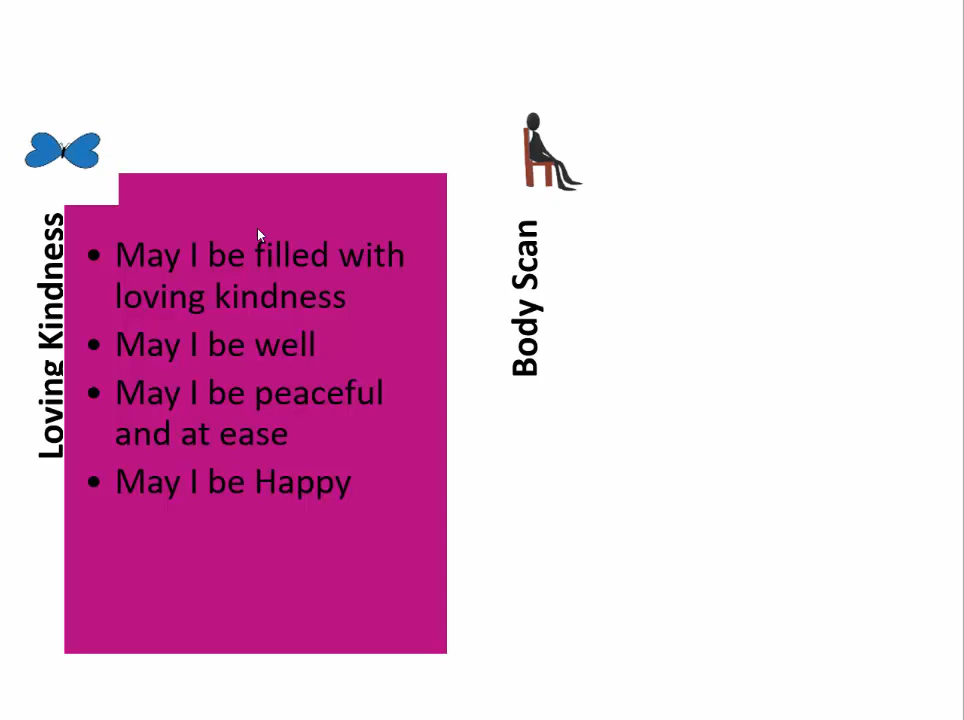 Loving Kindness
• May I be filled with
loving kindness
• May I be well
• May I be peaceful
and at ease
• May I be Happy
Body Scan